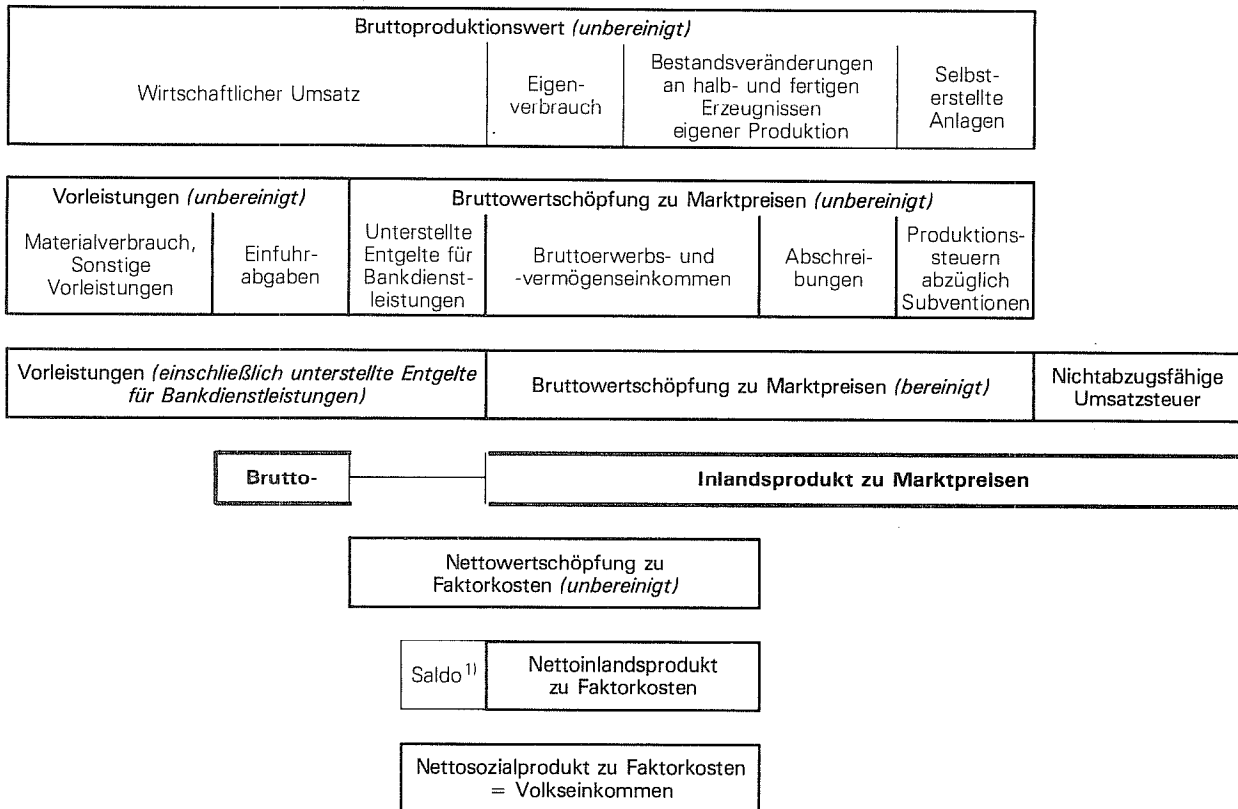 Bruttoproduktionswert (unbereinigt)
Wirtschaftlicher Umsatz
Eigen-
verbrauch
Bestandsveränderungen
an halb- und fertigen
Erzeugnissen
eigener Produktion
Selbst-
erstellte
Anlagen
Vorleistungen (unbereinigt)
Bruttowertschöpfung zu Marktpreisen (unbereinigt)
Materialverbrauch,
Sonstige
Vorleistungen
Einfuhr-
abgaben
Unterstellte
Entgelte für
Bankdienst-
leistungen
Bruttoerwerbs- und
-vermögenseinkommen
Abschrei-
bungen
Produktions-
steuern
abzüglich
Subventionen
Vorleistungen (einschließlich unterstellte Entgelte
für Bankdienstleistungen)
Bruttowertschöpfung zu Marktpreisen (bereinigt)
Nichtabzugsfähige
Umsatzsteuer
Brutto-
Inlandsprodukt zu Marktpreisen
Nettowertschöpfung zu
Faktorkosten (unbereinigt)
Saldo 1)
Nettoinlandsprodukt
zu Faktorkosten
Nettosozialprodukt zu Faktorkosten
= Volkseinkommen